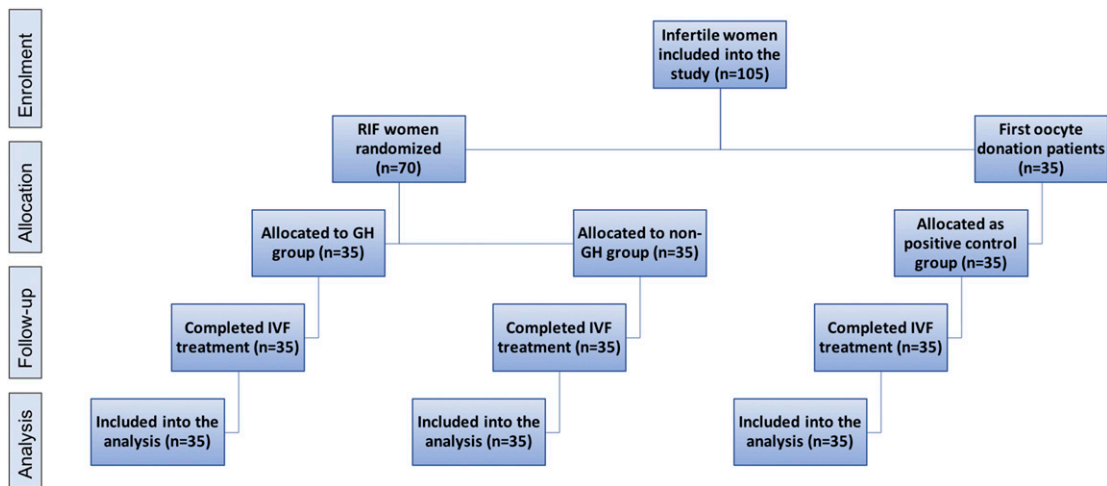 Enrolment
Infertile women
included into the
study (n=105)
RIF women
randomized
(n=70)
First oocyte
donation patients
(n=35)
Allocation
Allocated to GH
group (n=35)
Allocated to non-
GH group (n=35)
Allocated as
positive control
group (n=35)
Follow-up
Completed IVF
treatment (n=35)
Completed IVF
treatment (n=35)
Completed IVF
treatment (n=35)
Analysis
Included into the
analysis (n=35)
Included into the
analysis (n=35)
Included into the
analysis (n=35)